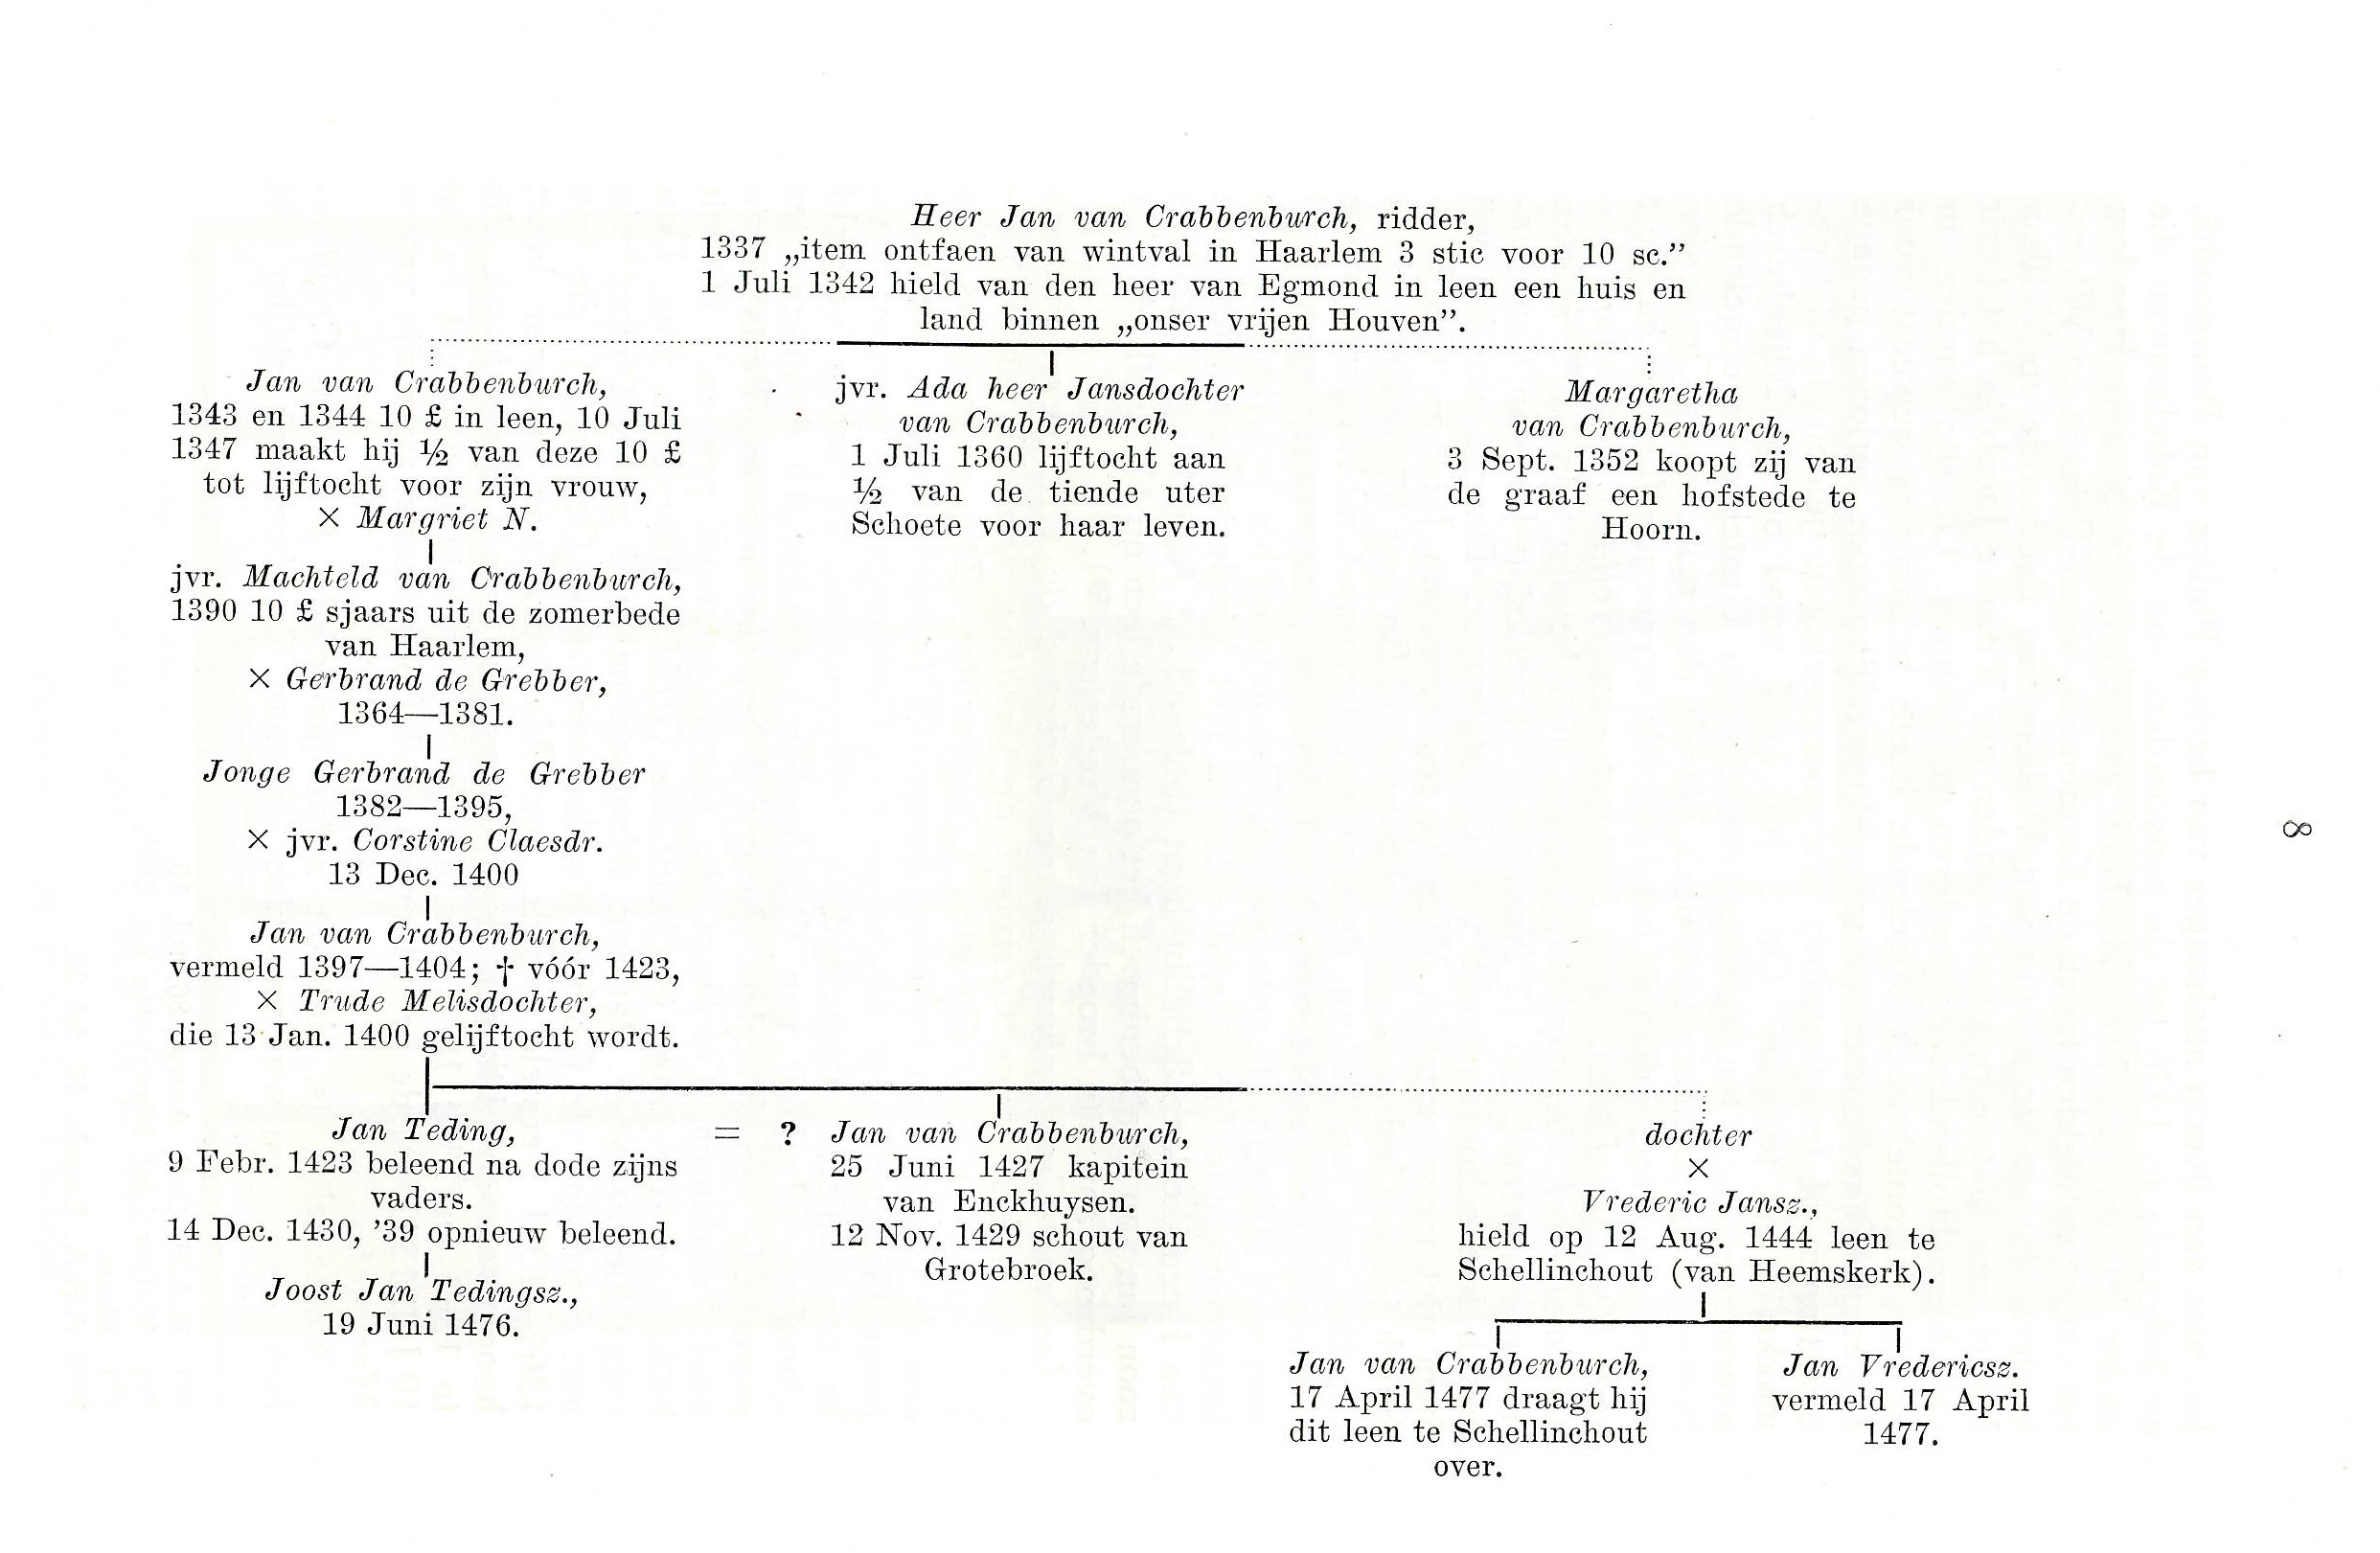 Heer Jan van Crabbenburch, ridder,
1337 „item ontfaen van wintval in Haarlem 3 stic voor 10 sc.”
1 Juli 1342 hield van den heer van Egmond in leen een huis en
land binnen „onser vrijen Houven”.
Jan van Crabbenburch,
1343 en 1344 10 £ in leen, 10 Juli
1347 maakt hij ½ van deze 10 £
tot lijftocht voor zijn vrouw,
× Margriet N.
jvr. Machteld van Crabbenburch,
1390 10 £ sjaars uit de zomerbede
van Haarlem,
× Gerbrand de Grebber,
1364—1381.
Jonge Gerbrand de Grebber
1382—1395,
× jvr. Corstine Claesdr.
13 Dec. 1400
Jan van Crabbenburch,
vermeld 1397—1404; † vóór 1423,
× Trude Melisdochter,
die 13 Jan. 1400 gelijftocht wordt.
jvr. Ada heer Jansdochter
van Crabbenburch,
1 Juli 1360 lijftocht aan
½ van de tiende uter
Schoete voor haar leven.
Margaretha
van Crabbenburch,
3 Sept. 1352 koopt zij van
de graaf een hofstede te
Hoorn.
Jan Teding,
9 Febr. 1423 beleend na dode zijns
vaders.
14 Dec. 1430, ’39 opnieuw beleend.
Joost Jan Tedingsz.,
19 Juni 1476.
= ?
Jan van Crabbenburch,
25 Juni 1427 kapitein
van Enckhuysen.
12 Nov. 1429 schout van
Grotebroek.
dochter
×
Vrederic Jansz.,
hield op 12 Aug. 1444 leen te
Schellinchout (van Heemskerk).
Jan van Crabbenburch,
17 April 1477 draagt hij
dit leen te Schellinchout
over.
Jan Vredericsz.
vermeld 17 April
1477.
8